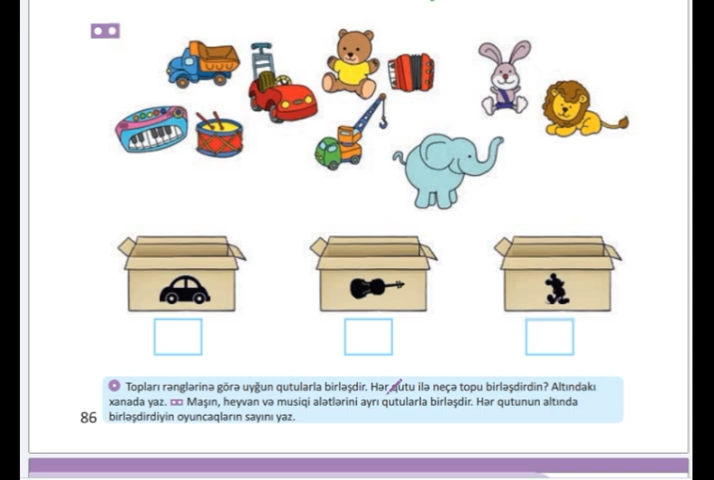 Topları rənglərinə görə uyğun qutularla birləşdir. Hər qutu ilə neçə topu birləşdirdin? Altındakı
xanada yaz. Maşın, heyvan və musiqi alətlərini ayrı qutularla birləşdir. Hər qutunun altında
86 birləşdirdiyin oyuncaqların sayını yaz.